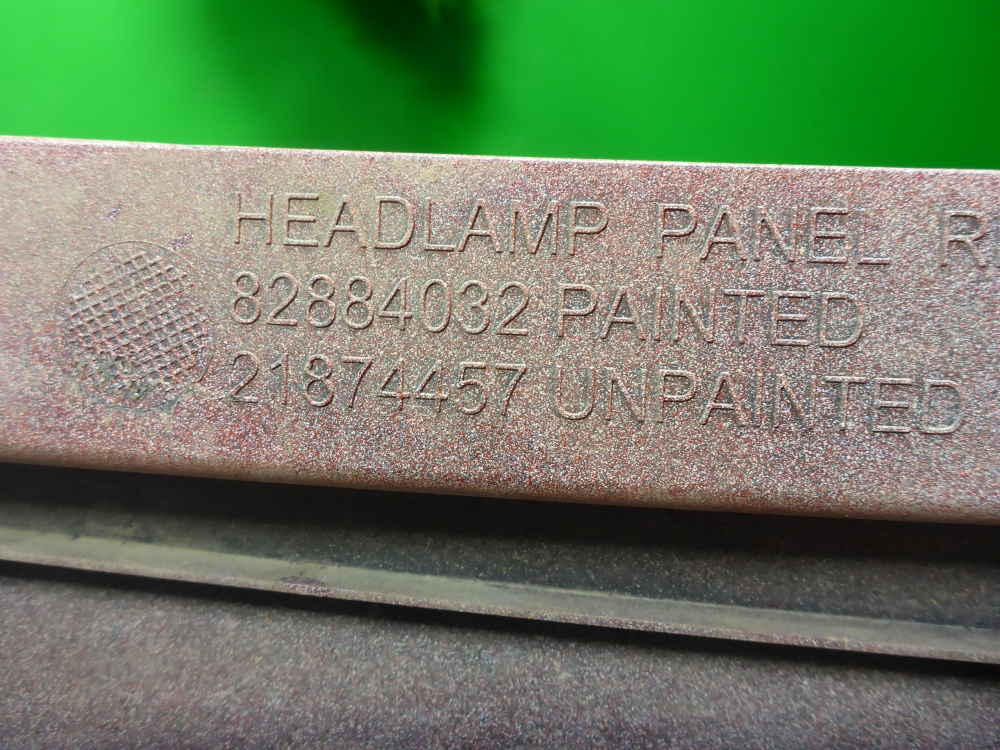 HEADLAMP PANEL R
82884032 PAINTED
21874457 UNPAINTED